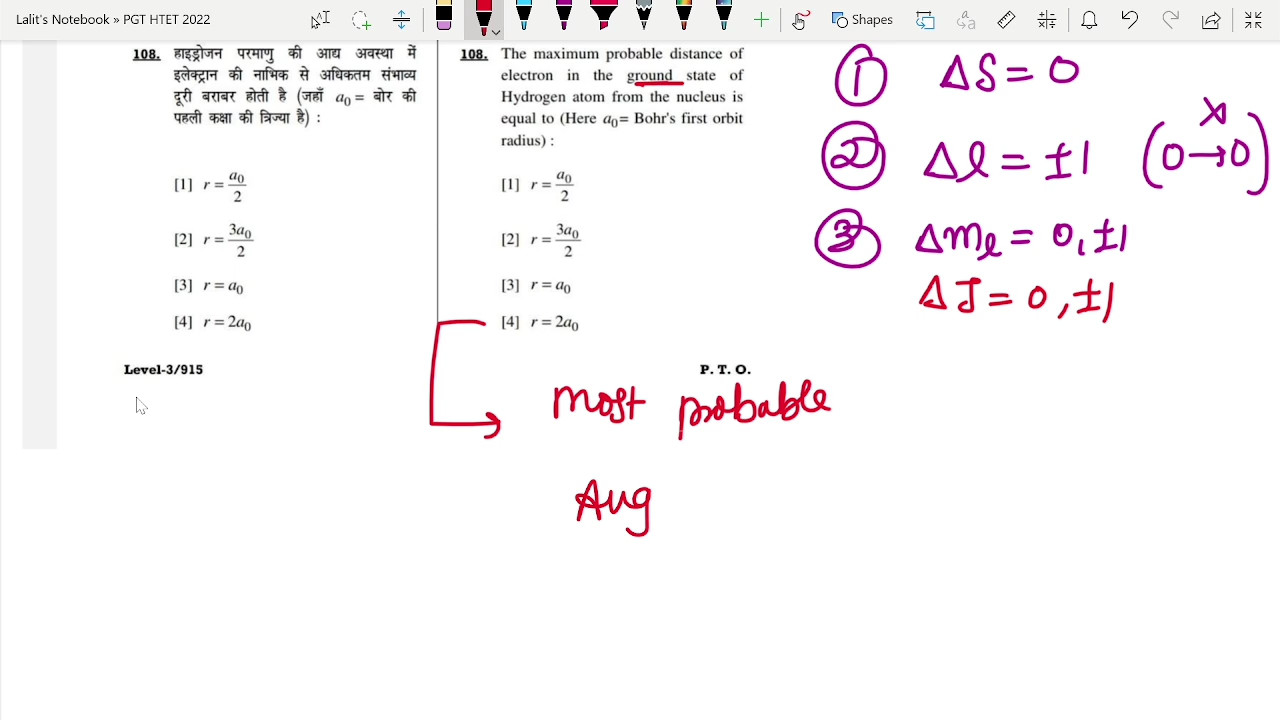 Lalit's Notebook » PGT HTET 2022
Shapes
108. हाइड्रोजन परमाणु की आद्य अवस्था में
इलेक्ट्रान की नाभिक से अधिकतम संभाव्य
दूरी बराबर होती है (जहाँ a₀ = बोर की
पहली कक्षा की त्रिज्या है) :
[1] r = a₀/2
[2] r = 3a₀/2
[3] r = a₀
[4] r = 2a₀
Level-3/915
108. The maximum probable distance of
electron in the ground state of
Hydrogen atom from the nucleus is
equal to (Here a₀= Bohr's first orbit
radius) :
[1] r = a₀/2
[2] r = 3a₀/2
[3] r = a₀
[4] r = 2a₀
P. T. O.
① ΔS = 0
② Δl = ±1 (0→0)
③ Δmₗ = 0, ±1
ΔJ = 0, ±1
most probable
Avg